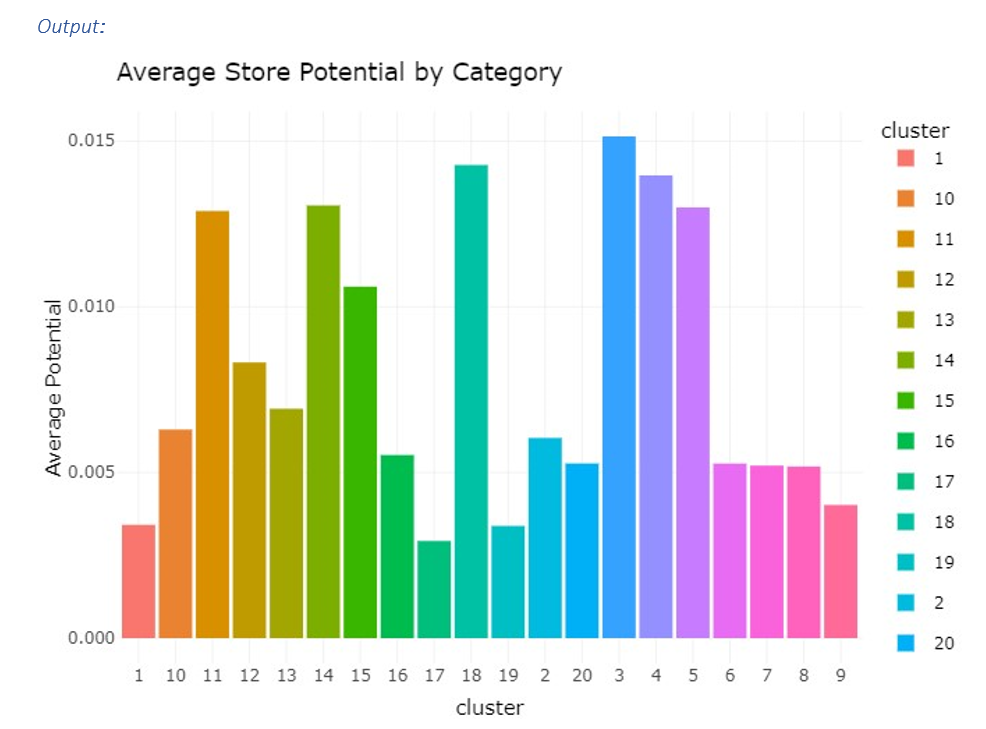 Output:
Average Store Potential by Category
Average Potential
0.015
0.010
0.005
0.000
1 10 11 12 13 14 15 16 17 18 19 2 20 3 4 5 6 7 8 9
cluster
cluster
1
10
11
12
13
14
15
16
17
18
19
2
20